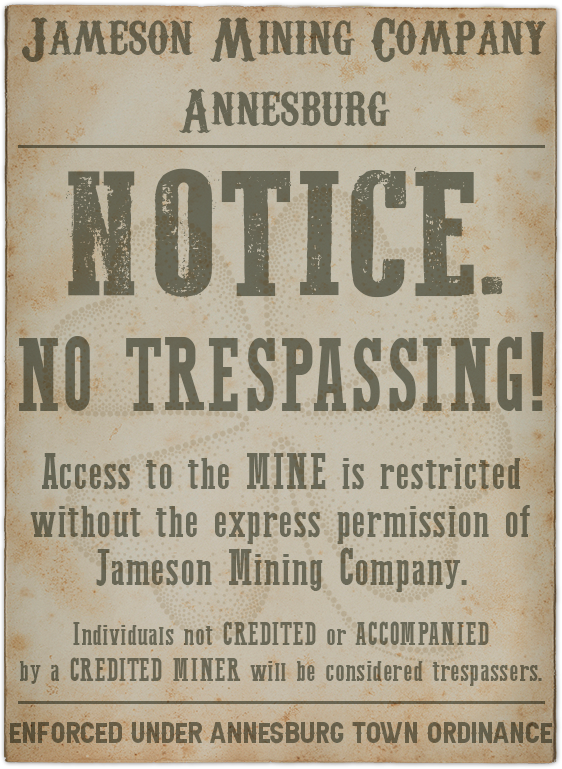 JAMESON MINING COMPANY
ANNESBURG
NOTICE.
NO TRESPASSING!
Access to the MINE is restricted
without the express permission of
Jameson Mining Company.
Individuals not CREDITED or ACCOMPANIED
by a CREDITED MINER will be considered trespassers.
ENFORCED UNDER ANNESBURG TOWN ORDINANCE